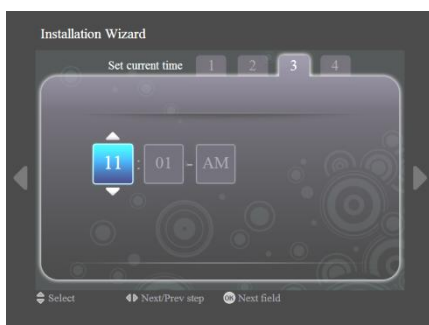 Installation Wizard
Set current time 1 2 3 4
11 : 01 - AM
Select Next/Prev step OK Next field